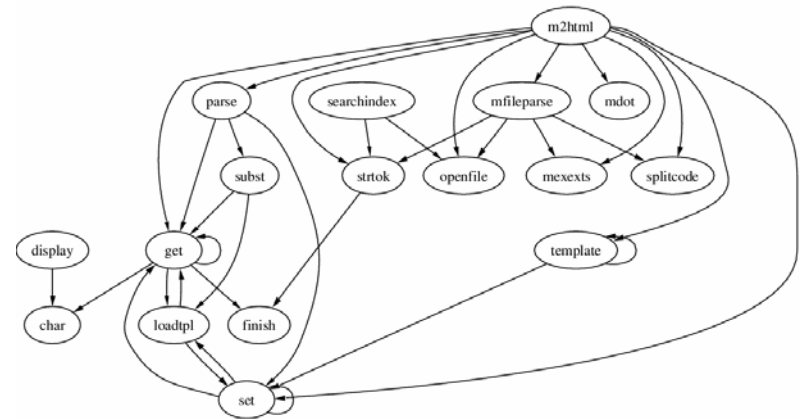 m2html
parse
searchindex
mfileparse
mdot
subst
strtok
openfile
mexexts
splitcode
display
get
template
char
loadtpl
finish
set